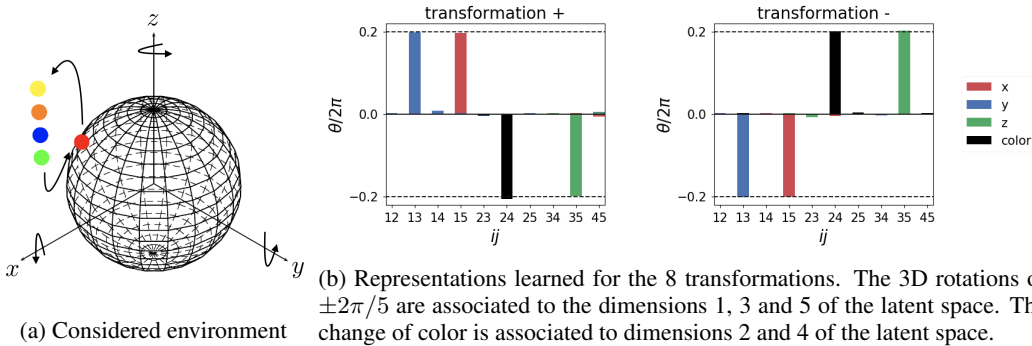 z
x
y
(a) Considered environment
transformation +
θ/2π
0.2
0.0
−0.2
12 13 14 15 23 24 25 34 35 45
ij
transformation -
θ/2π
0.2
0.0
−0.2
12 13 14 15 23 24 25 34 35 45
ij
x
y
z
color
(b) Representations learned for the 8 transformations. The 3D rotations
±2π/5 are associated to the dimensions 1, 3 and 5 of the latent space.
change of color is associated to dimensions 2 and 4 of the latent space.